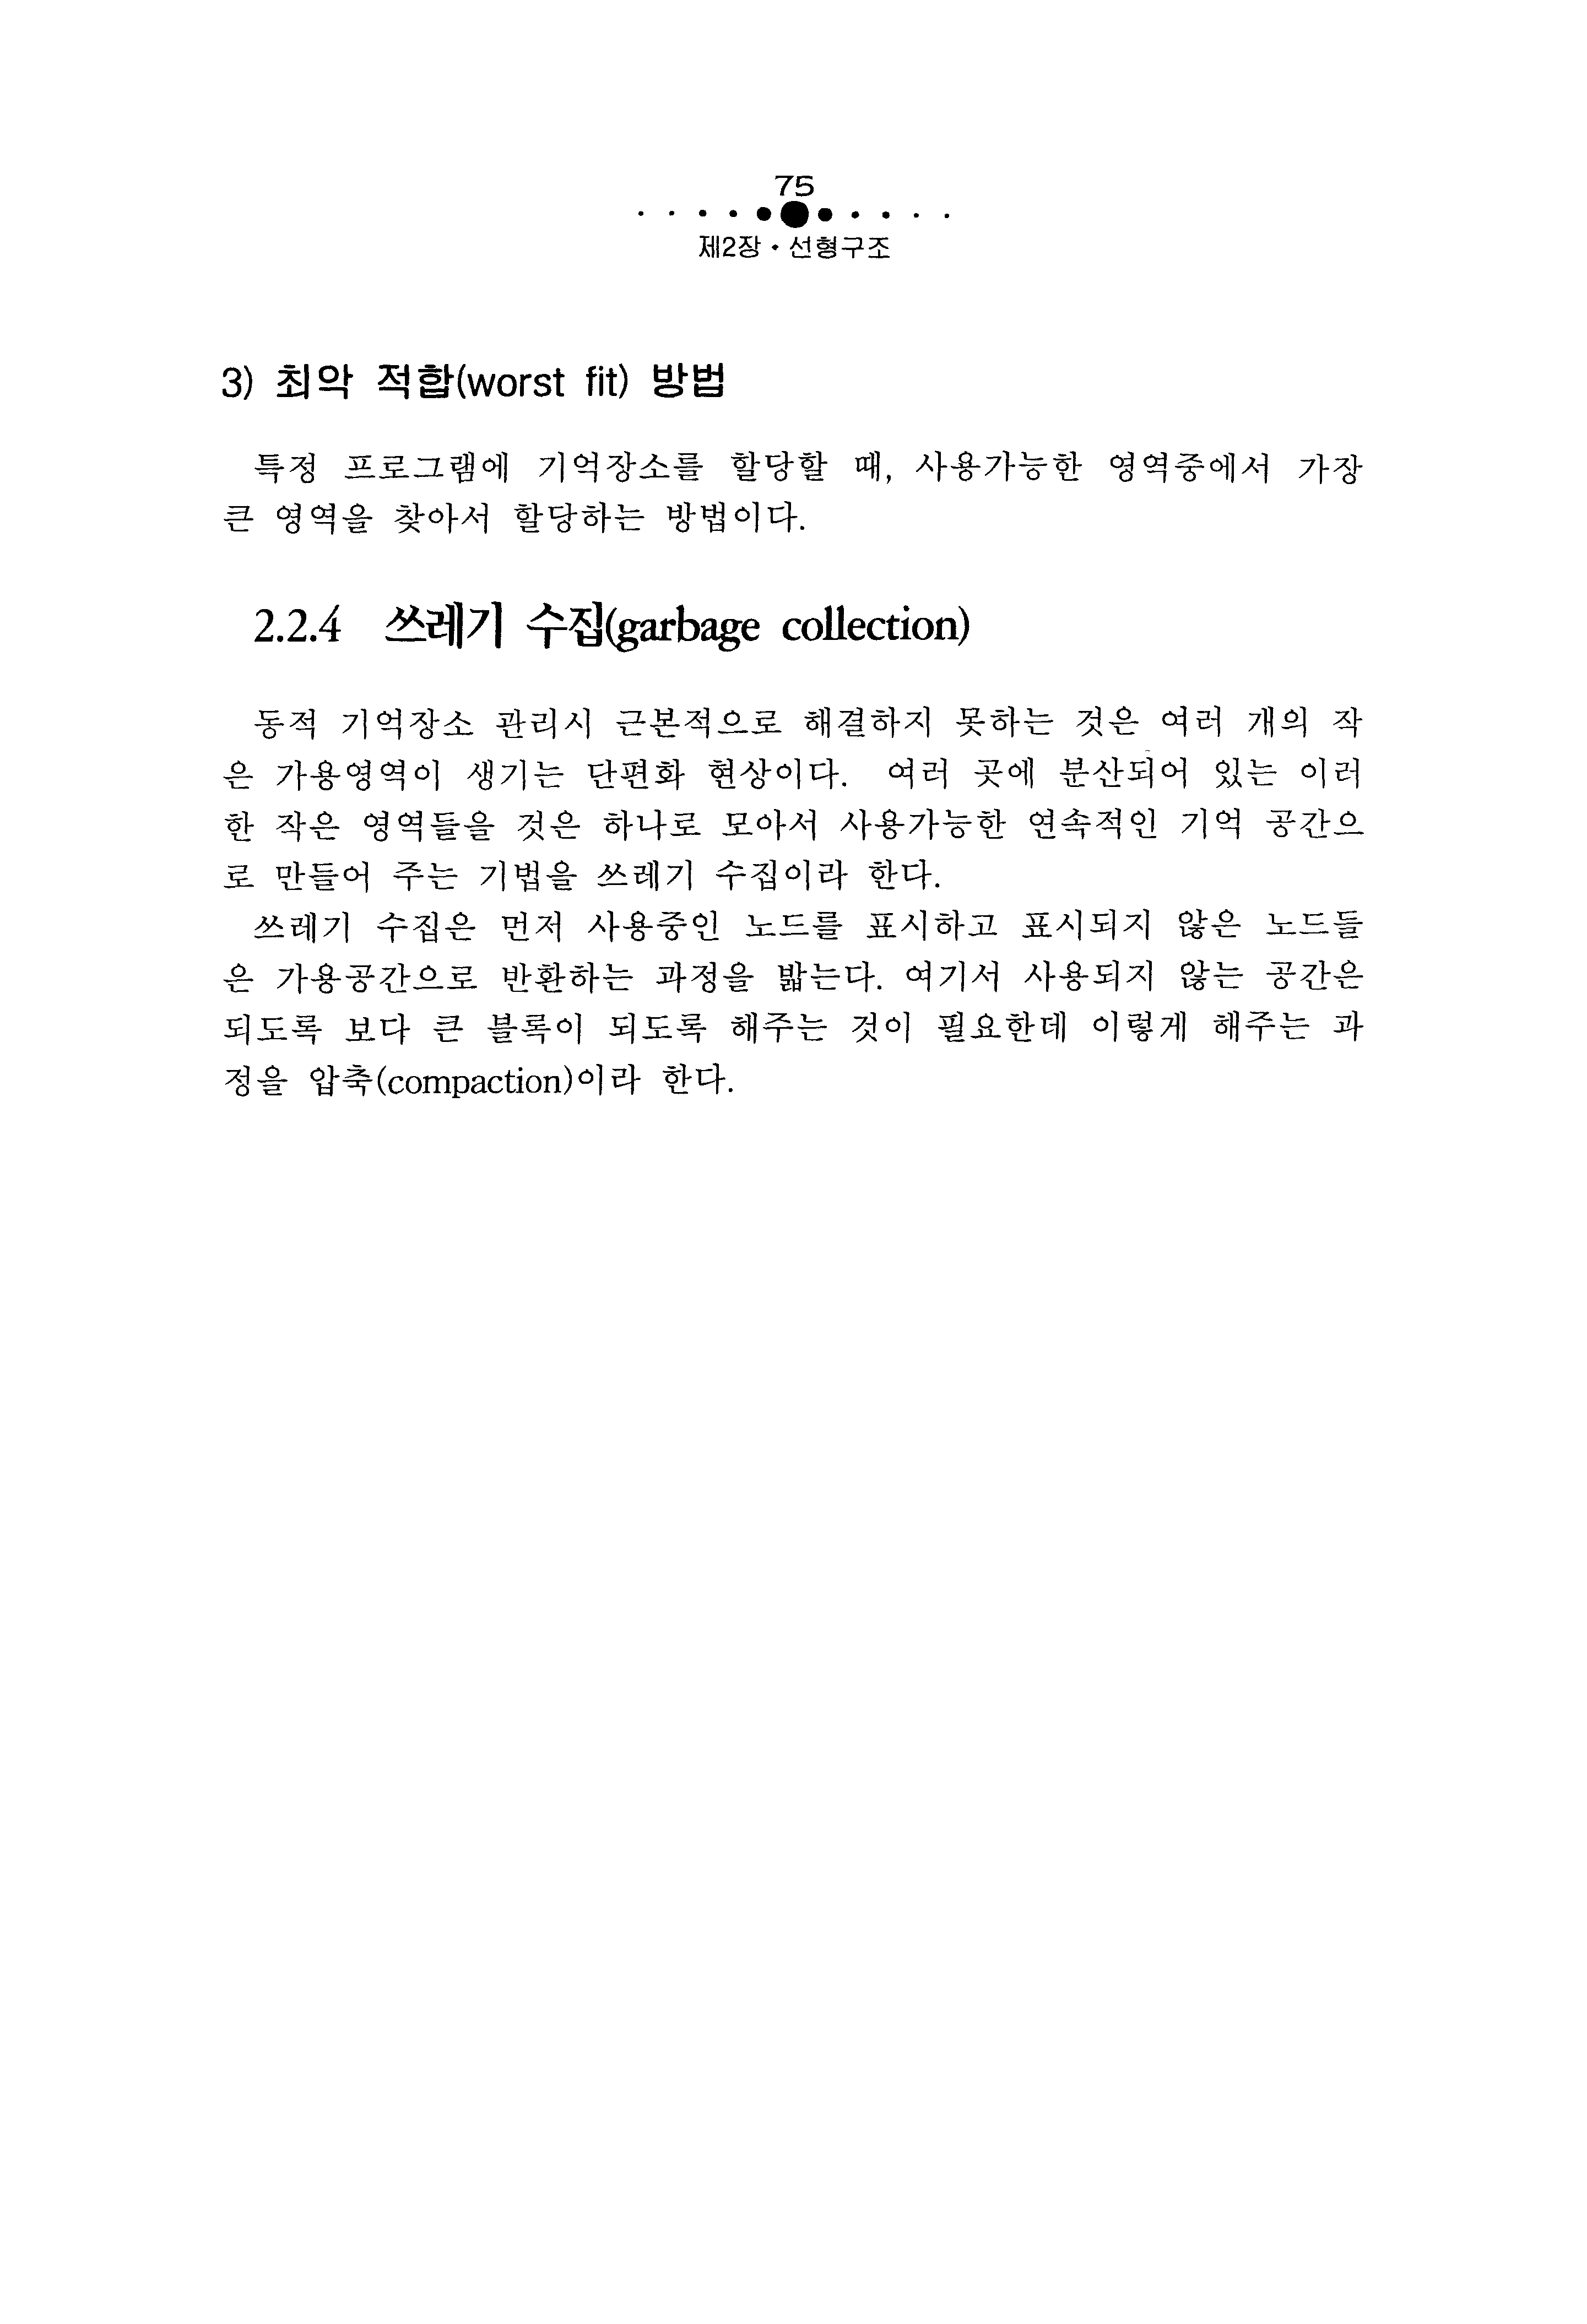 75
제2장 • 선형구조
3) 최악 적합(worst fit) 방법
특정 프로그램에 기억장소를 할당할 때, 사용가능한 영역중에서 가장
큰 영역을 찾아서 할당하는 방법이다.
2.2.4 쓰레기 수집(garbage collection)
동적 기억장소 관리시 근본적으로 해결하지 못하는 것은 여러 개의 작
은 가용영역이 생기는 단편화 현상이다. 여러 곳에 분산되어 있는 이러
한 작은 영역들을 것은 하나로 모아서 사용가능한 연속적인 기억 공간으
로 만들어 주는 기법을 쓰레기 수집이라 한다.
쓰레기 수집은 먼저 사용중인 노드를 표시하고 표시되지 않은 노드들
은 가용공간으로 반환하는 과정을 밟는다. 여기서 사용되지 않는 공간은
되도록 보다 큰 블록이 되도록 해주는 것이 필요한데 이렇게 해주는 과
정을 압축(compaction)이라 한다.